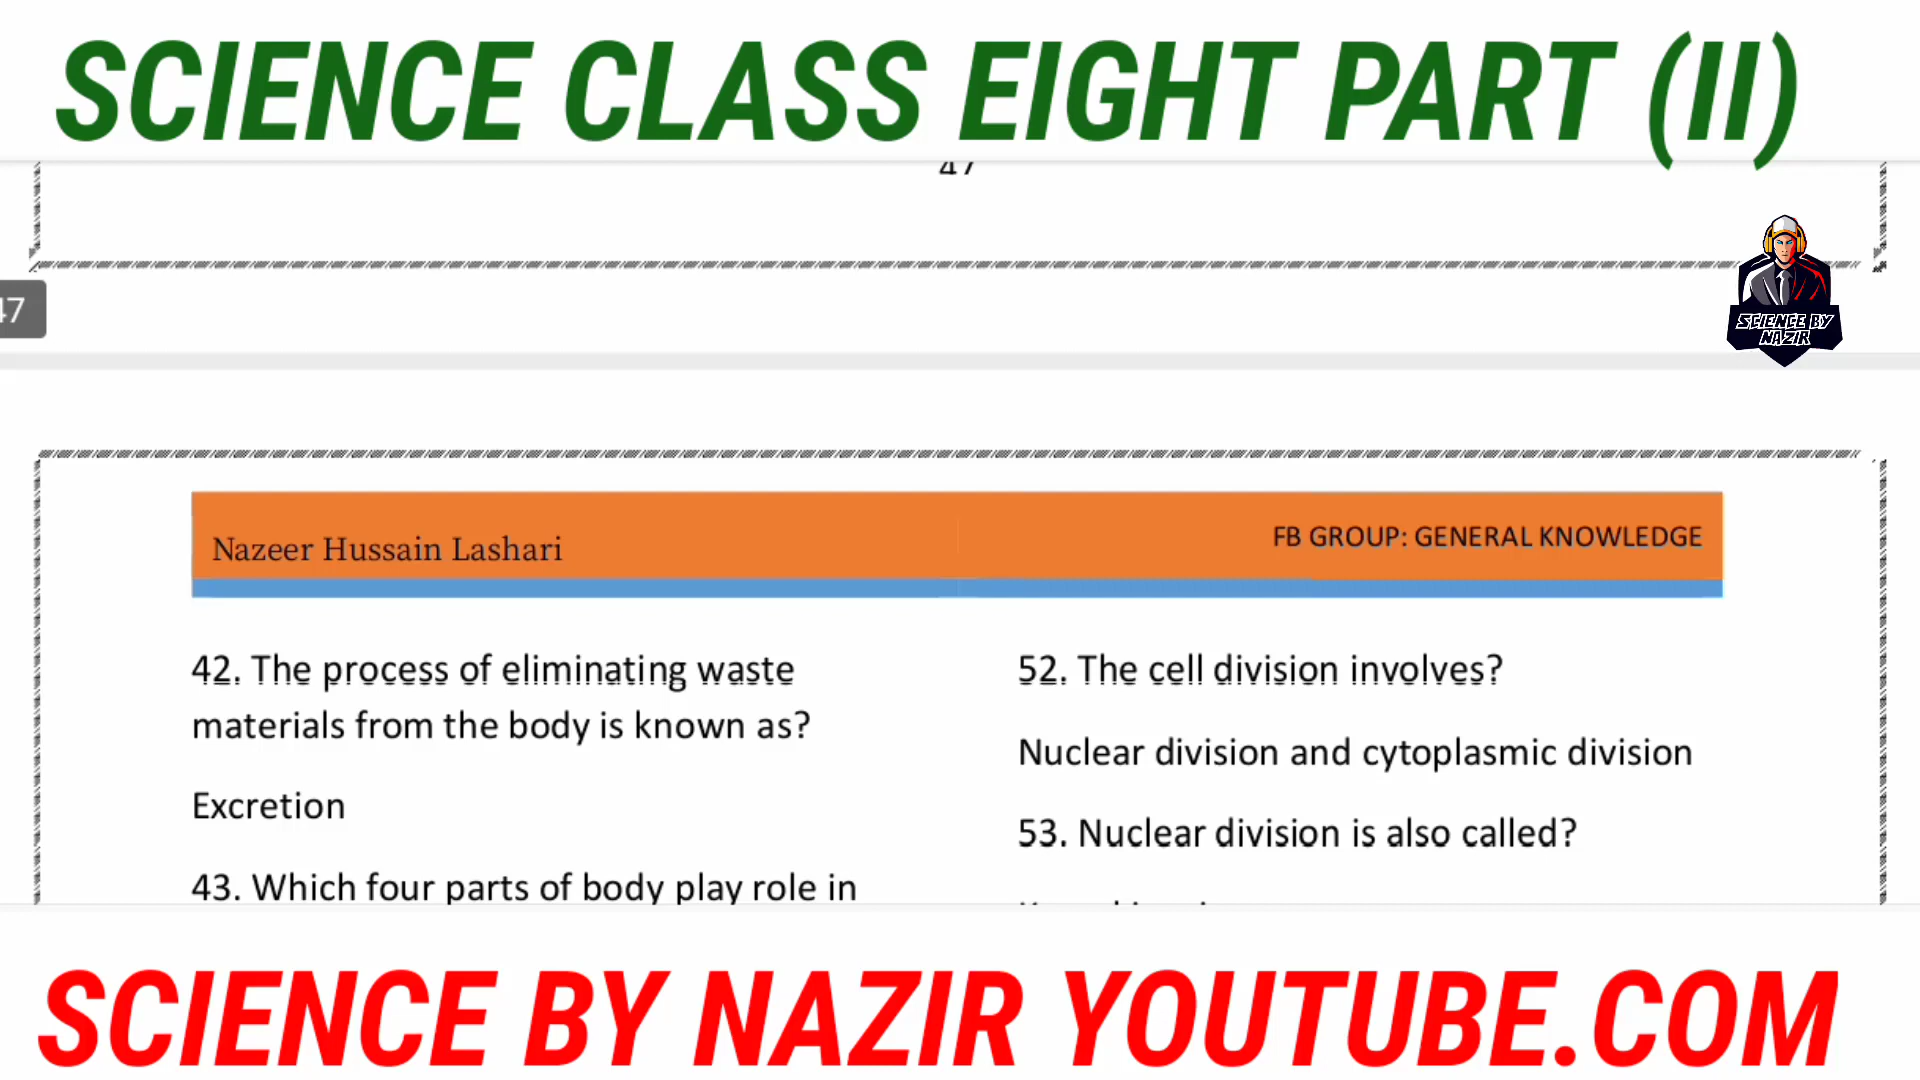 SCIENCE CLASS EIGHT PART (II)
47
SCIENCE BY
NAZIR
47
Nazeer Hussain Lashari
FB GROUP: GENERAL KNOWLEDGE
42. The process of eliminating waste
materials from the body is known as?
Excretion
43. Which four parts of body play role in
52. The cell division involves?
Nuclear division and cytoplasmic division
53. Nuclear division is also called?
SCIENCE BY NAZIR YOUTUBE.COM